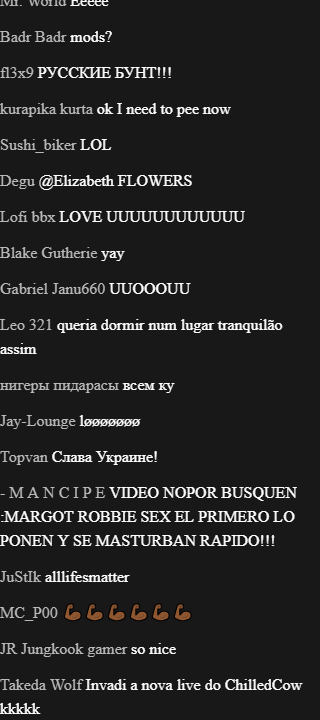 Mr. World Eeeee
Badr Badr mods?
fl3x9 РУССКИЕ БУНТ!!!
kurapika kurta ok I need to pee now
Sushi_biker LOL
Degu @Elizabeth FLOWERS
Lofi bbx LOVE UUUUUUUUUUUU
Blake Gutherie yay
Gabriel Janu660 UUOOOUU
Leo 321 queria dormir num lugar tranquilão
assim
нигеры пидарасы всем ку
Jay-Lounge løøøøøøø
Topvan Слава Украине!
- M A N C I P E VIDEO NOPOR BUSQUEN
:MARGOT ROBBIE SEX EL PRIMERO LO
PONEN Y SE MASTURBAN RAPIDO!!!
JuStIk alllifesmatter
MC_P00 💪🏾💪🏾💪🏾💪🏾💪🏾💪🏾
JR Jungkook gamer so nice
Takeda Wolf Invadi a nova live do ChilledCow
kkkkk